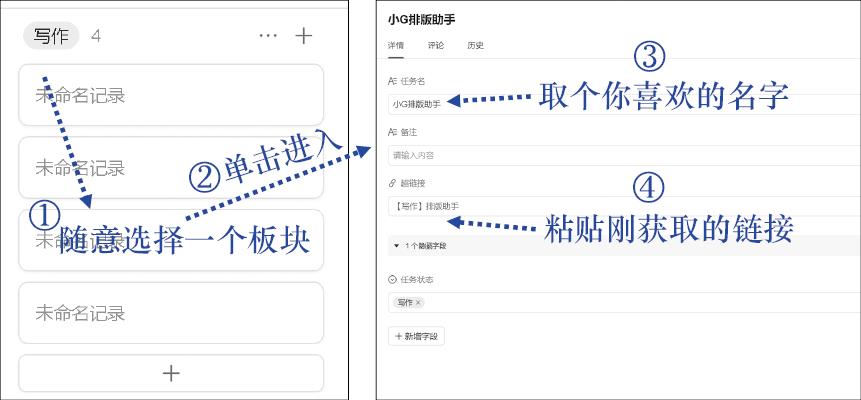 写作 4
未命名记录
未命名记录
未命名记录
未命名记录
①
随意选择一个板块
②单击进入
小G排版助手
详情 评论 历史
③
任务名
取个你喜欢的名字
小G排版助手
备注
请输入内容
超链接
④
【写作】排版助手
粘贴刚获取的链接
1个隐藏字段
任务状态
写作 ×
+ 新增字段